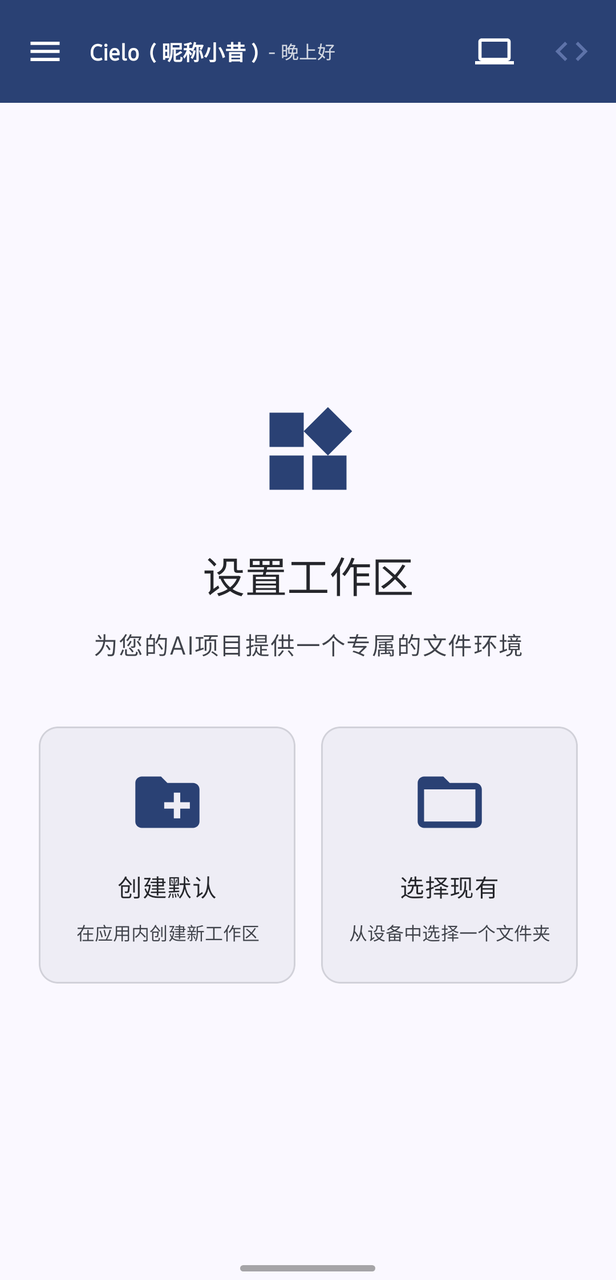 Cielo（昵称小昔）- 晚上好
设置工作区
为您的AI项目提供一个专属的文件环境
创建默认
在应用内创建新工作区
选择现有
从设备中选择一个文件夹